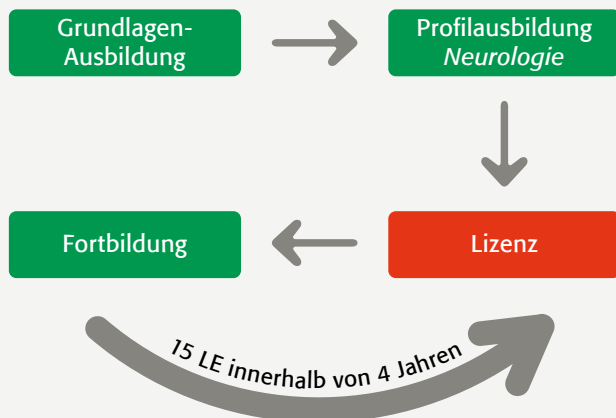 Grundlagen-
Ausbildung
Profilausbildung
Neurologie
Fortbildung
Lizenz
15 LE innerhalb von 4 Jahren